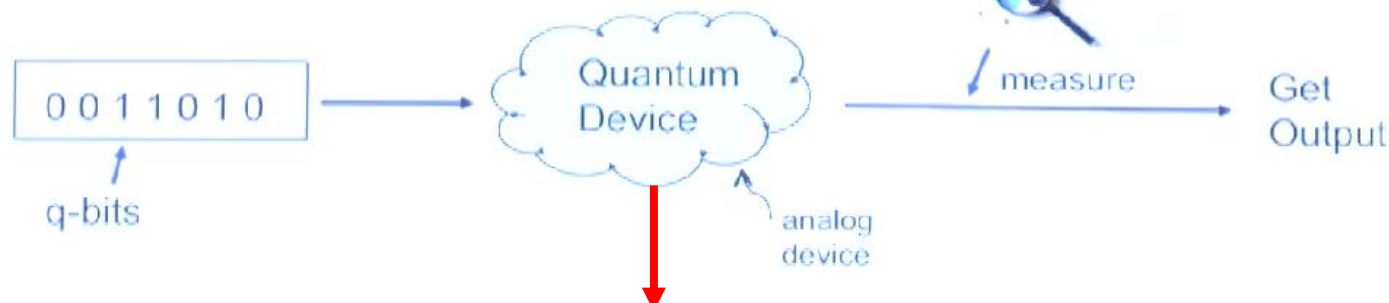 0 0 1 1 0 1 0
q-bits
Quantum
Device
analog
device
measure
Get
Output